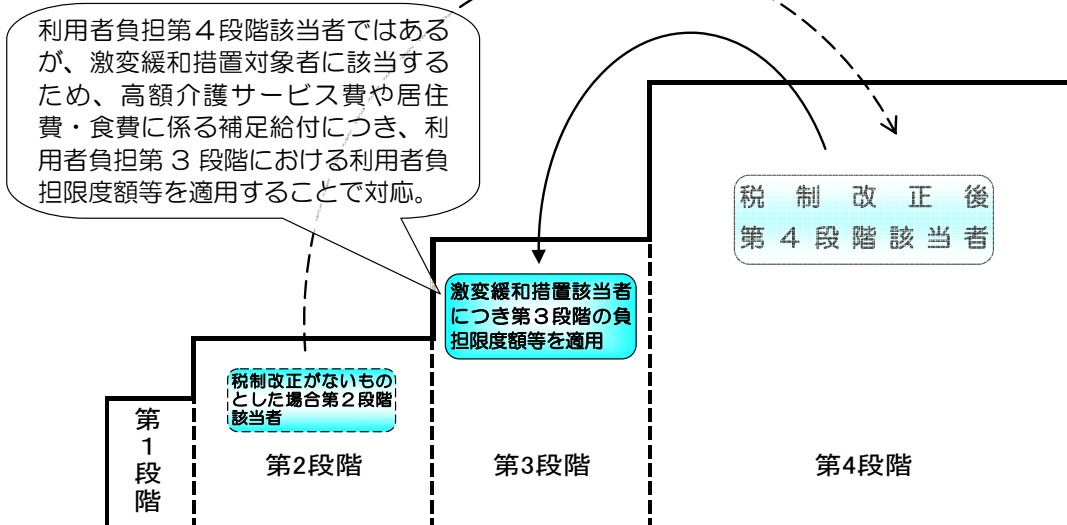 利用者負担第４段階該当者ではある
が、激変緩和措置対象者に該当する
ため、高額介護サービス費や居住
費・食費に係る補足給付につき、利
用者負担第３段階における利用者負
担限度額等を適用することで対応。
税制改正後
第４段階該当者
激変緩和措置該当者
につき第３段階の負
担限度額等を適用
税制改正がないもの
とした場合第２段階
該当者
第1段階
第2段階
第3段階
第4段階